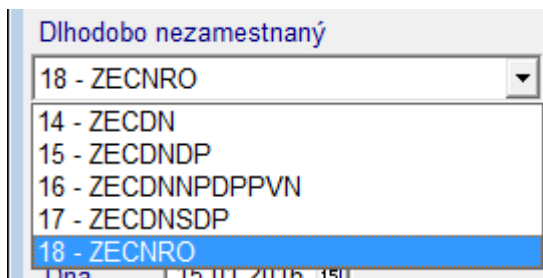 Dlhodobo nezamestnaný
18 - ZECNRO
14 - ZECDN
15 - ZECDNDP
16 - ZECDNNPDPPVN
17 - ZECDNSDP
18 - ZECNRO